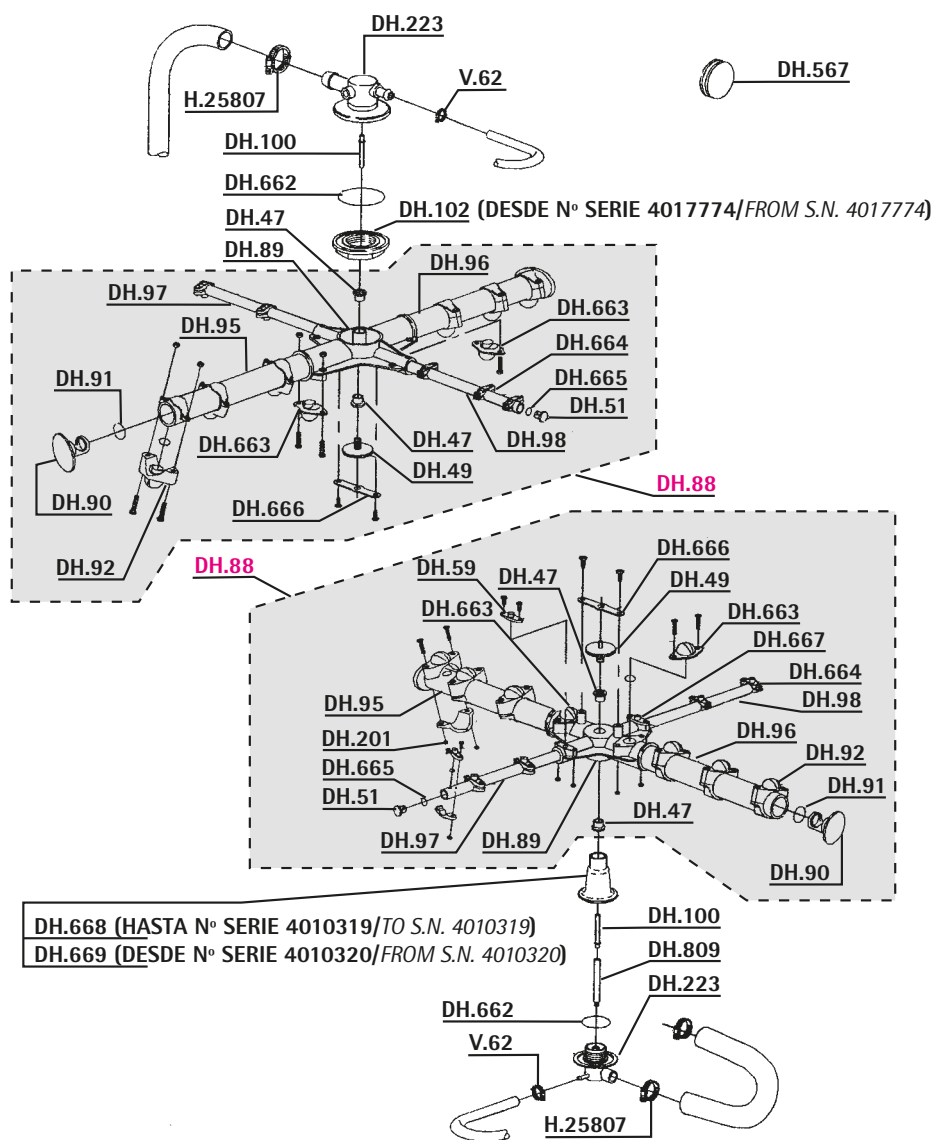 DH.223
V.62
DH.567
H.25807
DH.100
DH.662
DH.102 (DESDE Nº SERIE 4017774/FROM S.N. 4017774)
DH.47
DH.89
DH.96
DH.97
DH.663
DH.95
DH.664
DH.91
DH.665
DH.51
DH.663
DH.47
DH.98
DH.49
DH.90
DH.666
DH.88
DH.92
DH.88
DH.59
DH.47
DH.666
DH.49
DH.663
DH.663
DH.667
DH.664
DH.95
DH.98
DH.96
DH.201
DH.92
DH.665
DH.91
DH.51
DH.47
DH.97
DH.89
DH.90
DH.668 (HASTA Nº SERIE 4010319/TO S.N. 4010319)
DH.100
DH.669 (DESDE Nº SERIE 4010320/FROM S.N. 4010320)
DH.809
DH.223
DH.662
V.62
H.25807